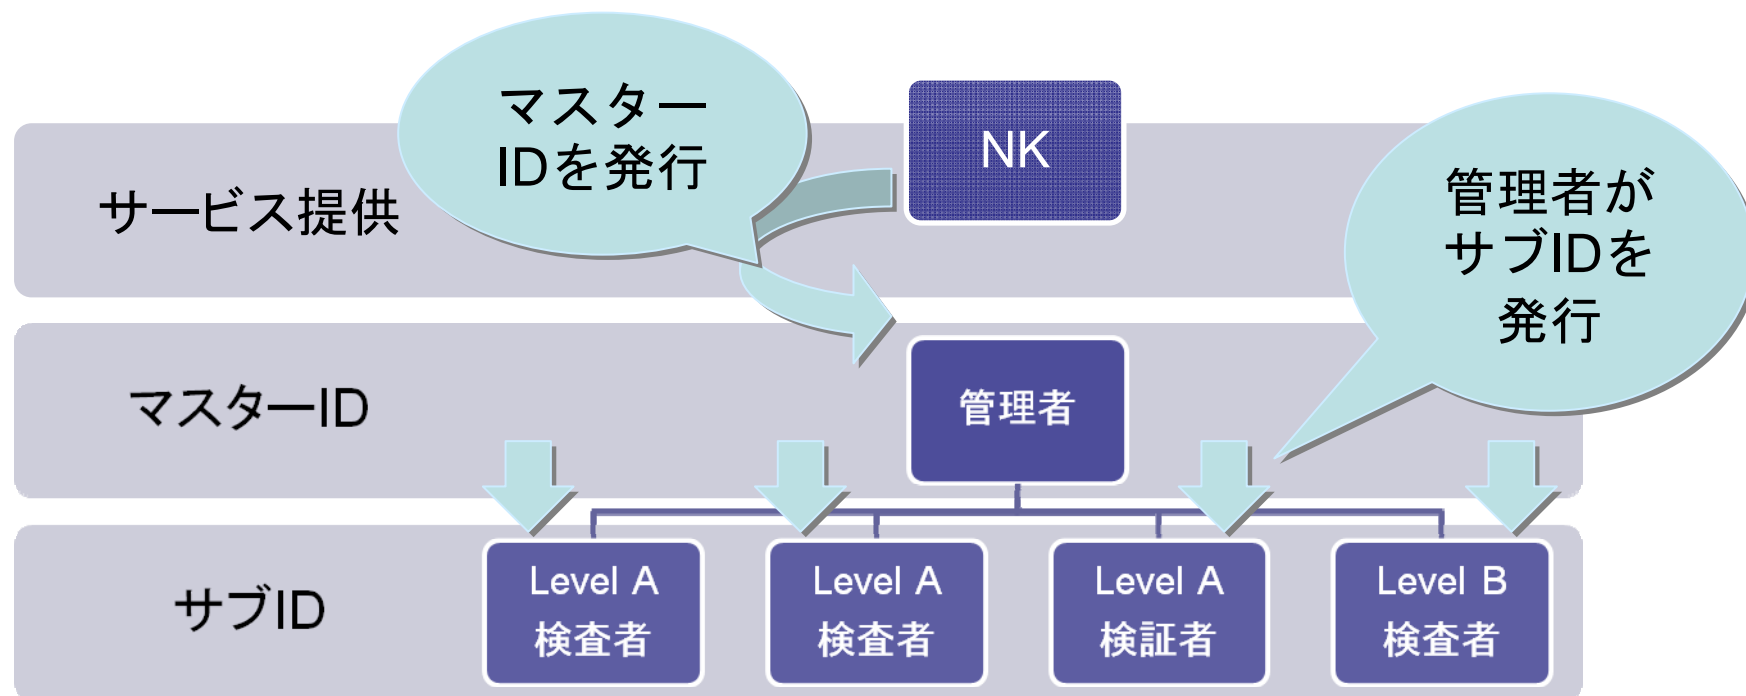 マスター
IDを発行
NK
サービス提供
管理者が
サブIDを
発行
マスターID
管理者
サブID
Level A
検査者
Level A
検査者
Level A
検証者
Level B
検査者